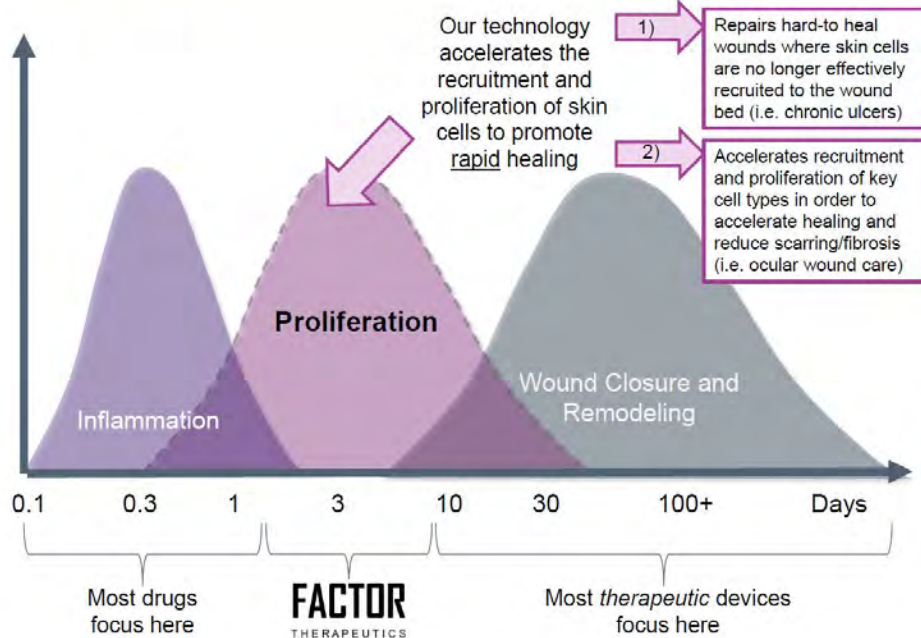 Our technology
accelerates the
recruitment and
proliferation of skin
cells to promote
rapid healing
1)
Repairs hard-to heal
wounds where skin cells
are no longer effectively
recruited to the wound
bed (i.e. chronic ulcers)
2)
Accelerates recruitment
and proliferation of key
cell types in order to
accelerate healing and
reduce scarring/fibrosis
(i.e. ocular wound care)
Inflammation
Proliferation
Wound Closure and
Remodeling
0.1 0.3 1 3 10 30 100+ Days
Most drugs
focus here
FACTOR
THERAPEUTICS
Most therapeutic devices
focus here